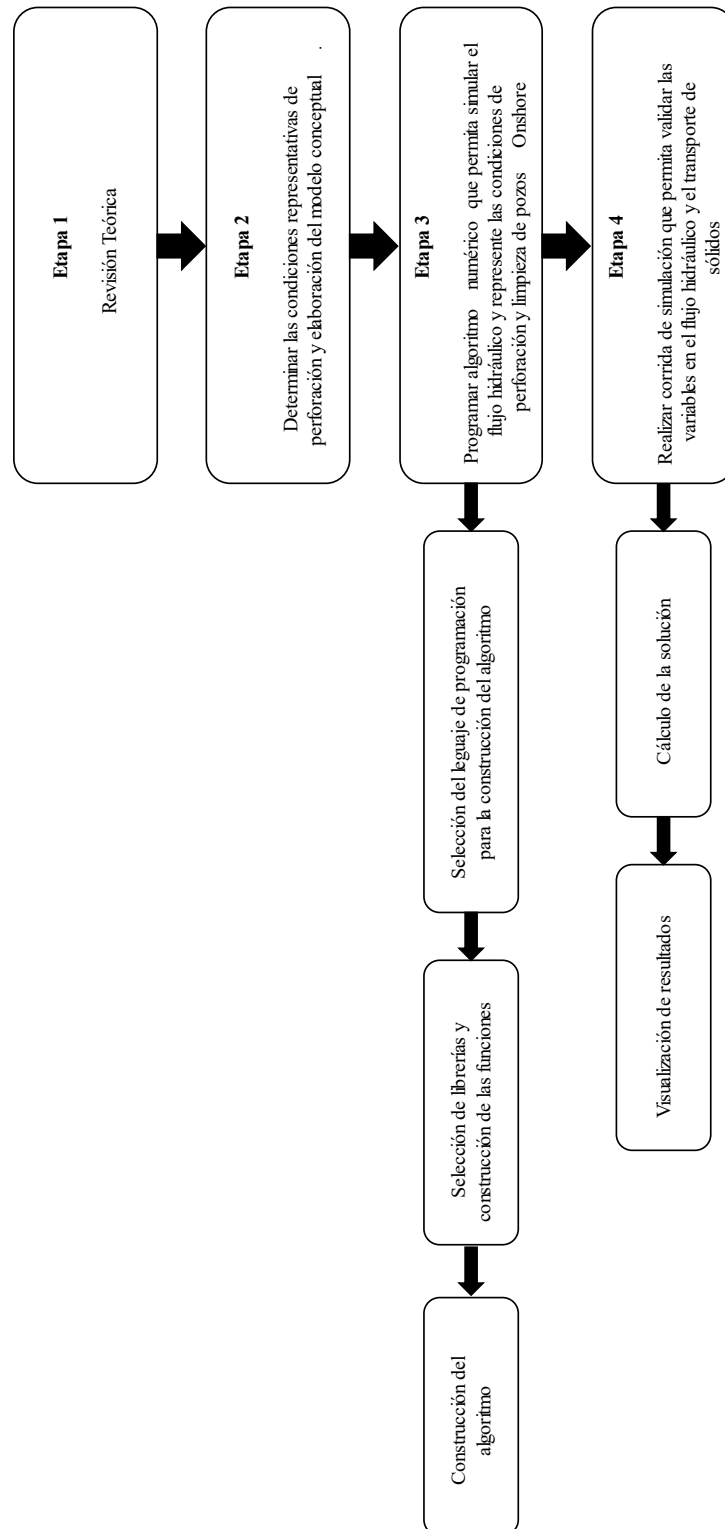 Etapa 1
Revisión Teórica
Etapa 2
Determinar las condiciones representativas de
perforación y elaboración del modelo conceptual .
Etapa 3
Programar algoritmo numérico que permita simular el
flujo hidráulico y represente las condiciones de
perforación y limpieza de pozos Onshore
Selección del leguaje de programación
para la construcción del algoritmo
Selección de librerías y
construcción de las funciones
Construcción del
algoritmo
Etapa 4
Realizar corrida de simulación que permita validar las
variables en el flujo hidráulico y el transporte de
sólidos
Cálculo de la solución
Visualización de resultados